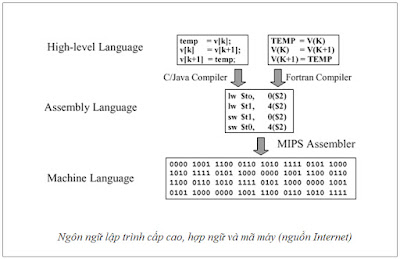 High-level Language
temp = v[k];
v[k] = v[k+1];
v[k+1] = temp;
TEMP = V(K)
V(K) = V(K+1)
V(K+1) = TEMP
C/Java Compiler
Fortran Compiler
Assembly Language
lw $to, 0($2)
lw $t1, 4($2)
sw $t1, 0($2)
sw $t0, 4($2)
MIPS Assembler
Machine Language
0000 1001 1100 0110 1010 1111 0101 1000
1010 1111 0101 1000 0000 1001 1100 0110
1100 0110 1010 1111 0101 1000 0000 1001
0101 1000 0000 1001 1100 0110 1010 1111
Ngôn ngữ lập trình cấp cao, hợp ngữ và mã máy (nguồn Internet)